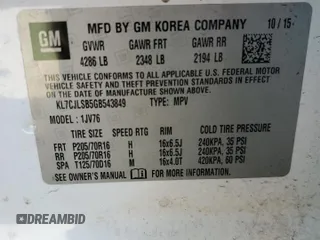 GM
MFD BY GM KOREA COMPANY 10/15
GVWR GAWR FRT GAWR RR
4286 LB 2348 LB 2194 LB
THIS VEHICLE CONFORMS TO ALL APPLICABLE U.S. FEDERAL MOTOR VEHICLE SAFETY, BUMPER, AND THEFT PREVENTION STANDARDS IN EFFECT ON THE DATE OF MANUFACTURE SHOWN ABOVE.
KL7CJLSB5GB543849 TYPE: MPV
MODEL: 1JV76
TIRE SIZE SPEED RTG RIM COLD TIRE PRESSURE
FRT P205/70R16 H 16x6.5J 240KPA, 35 PSI
RR P205/70R16 H 16x6.5J 240KPA, 35 PSI
SPA T125/70D16 M 16x4.0T 420KPA, 60 PSI
SEE OWNER'S MANUAL FOR MORE INFORMATION.
DREAMBID